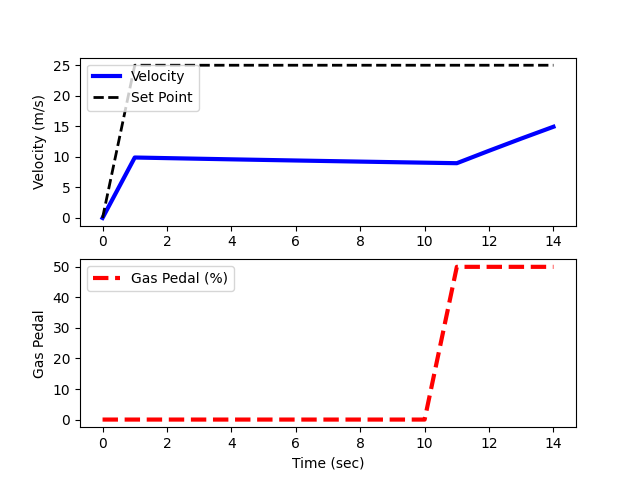 25
20
15
10
5
0
Velocity (m/s)
Velocity
Set Point
0 2 4 6 8 10 12 14
50
40
30
20
10
0
Gas Pedal
Gas Pedal (%)
0 2 4 6 8 10 12 14
Time (sec)